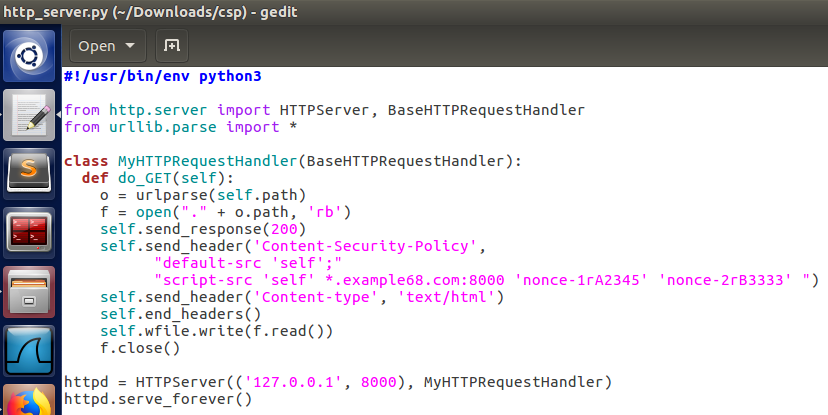 http_server.py (~/Downloads/csp) - gedit
Open
#!/usr/bin/env python3

from http.server import HTTPServer, BaseHTTPRequestHandler
from urllib.parse import *

class MyHTTPRequestHandler(BaseHTTPRequestHandler):
  def do_GET(self):
    o = urlparse(self.path)
    f = open("." + o.path, 'rb')
    self.send_response(200)
    self.send_header('Content-Security-Policy',
          "default-src 'self';"
          "script-src 'self' *.example68.com:8000 'nonce-1rA2345' 'nonce-2rB3333' ")
    self.send_header('Content-type', 'text/html')
    self.end_headers()
    self.wfile.write(f.read())
    f.close()

httpd = HTTPServer(('127.0.0.1', 8000), MyHTTPRequestHandler)
httpd.serve_forever()